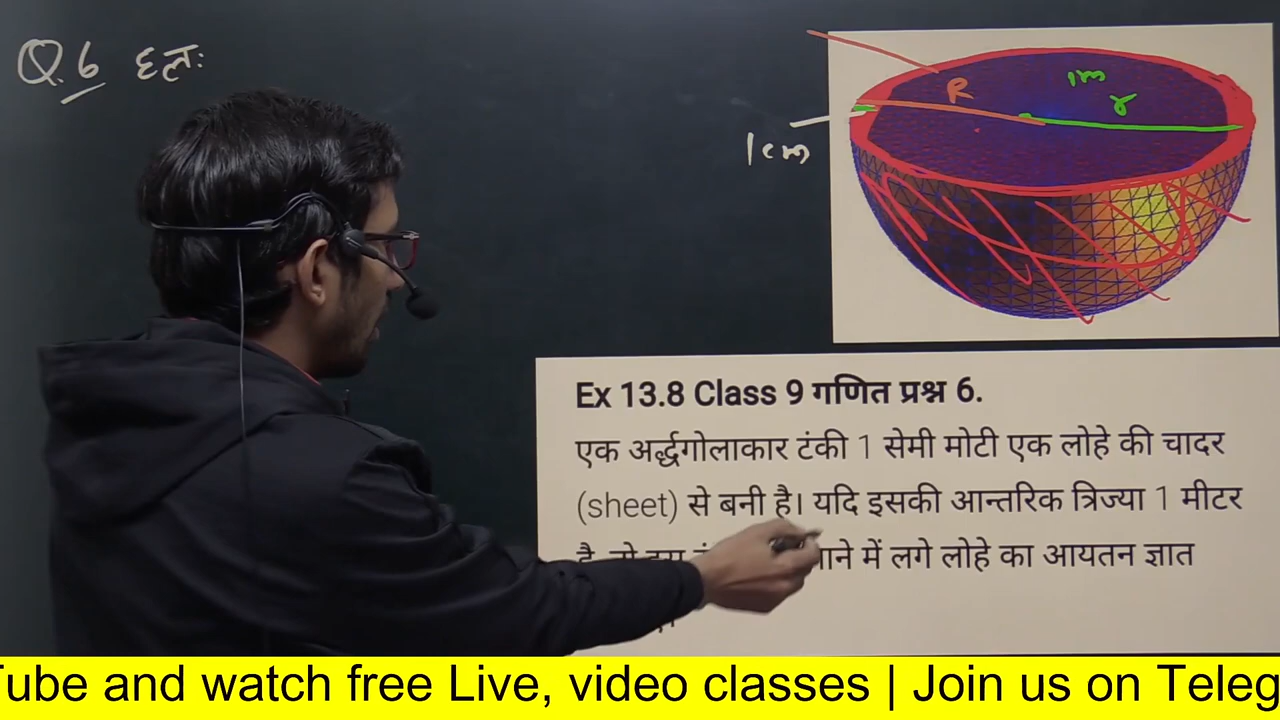 Q.6 हलः
R
1m
r
1cm
Ex 13.8 Class 9 गणित प्रश्न 6.
एक अर्द्धगोलाकार टंकी 1 सेमी मोटी एक लोहे की चादर
(sheet) से बनी है। यदि इसकी आन्तरिक त्रिज्या 1 मीटर
में लगे लोहे का आयतन ज्ञात
Tube and watch free Live, video classes | Join us on Teleg